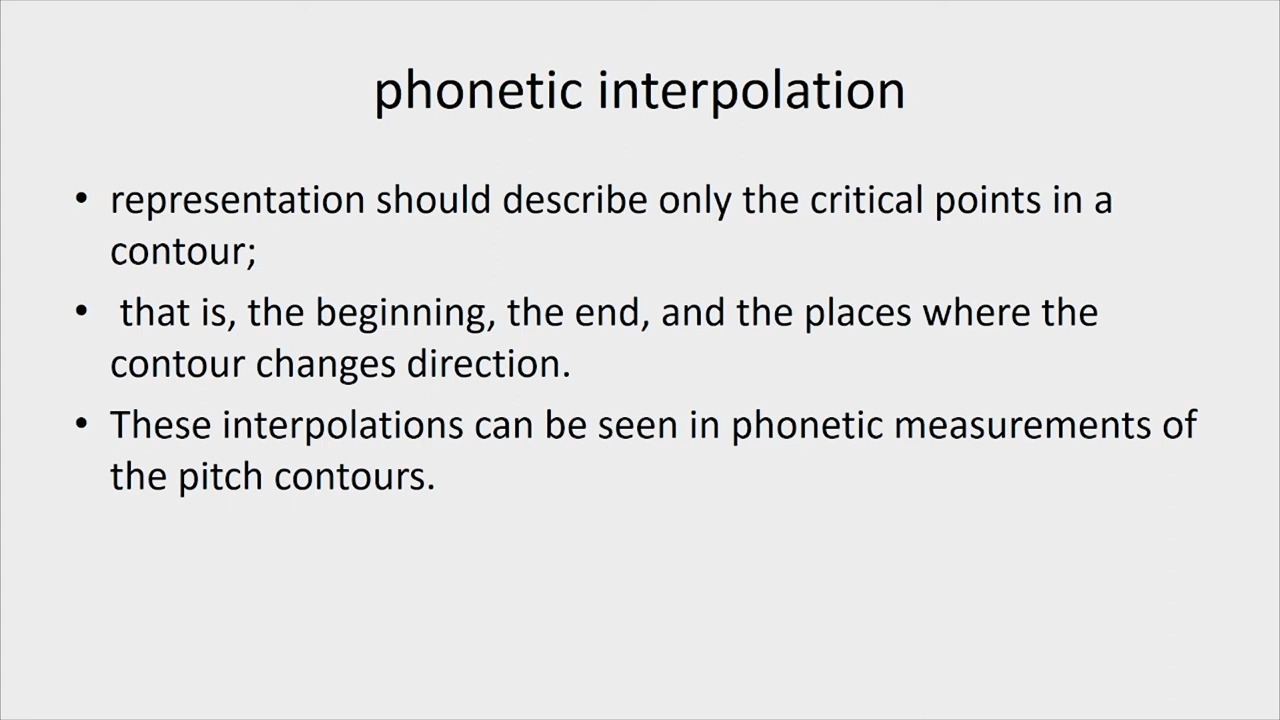 phonetic interpolation
• representation should describe only the critical points in a
contour;
• that is, the beginning, the end, and the places where the
contour changes direction.
• These interpolations can be seen in phonetic measurements of
the pitch contours.